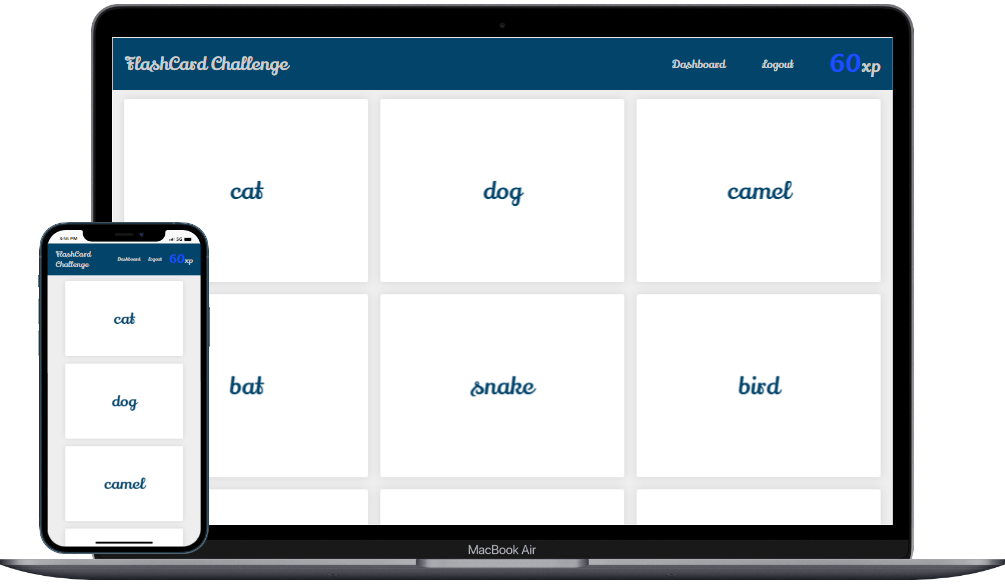 FlashCard Challenge
Dashboard
Logout
60xp
cat
dog
camel
bat
snake
bird
5G
FlashCard
Challenge
Dashboard
Logout
60xp
cat
dog
camel
MacBook Air